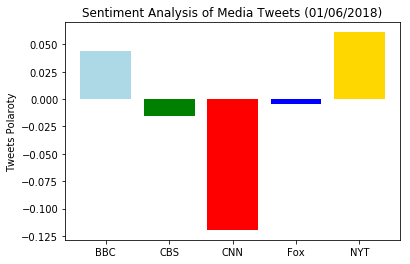 Sentiment Analysis of Media Tweets (01/06/2018)
Tweets Polaroty
0.050
0.025
0.000
−0.025
−0.050
−0.075
−0.100
−0.125
BBC CBS CNN Fox NYT